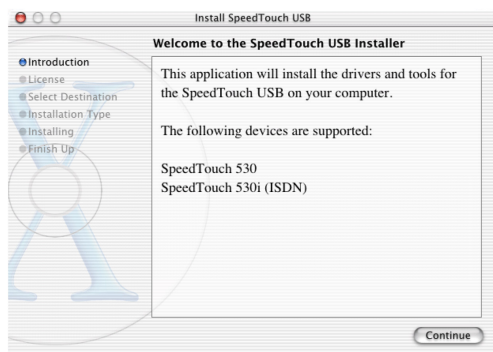 Install SpeedTouch USB
Welcome to the SpeedTouch USB Installer
Introduction
License
Select Destination
Installation Type
Installing
Finish Up
This application will install the drivers and tools for
the SpeedTouch USB on your computer.
The following devices are supported:
SpeedTouch 530
SpeedTouch 530i (ISDN)
Continue